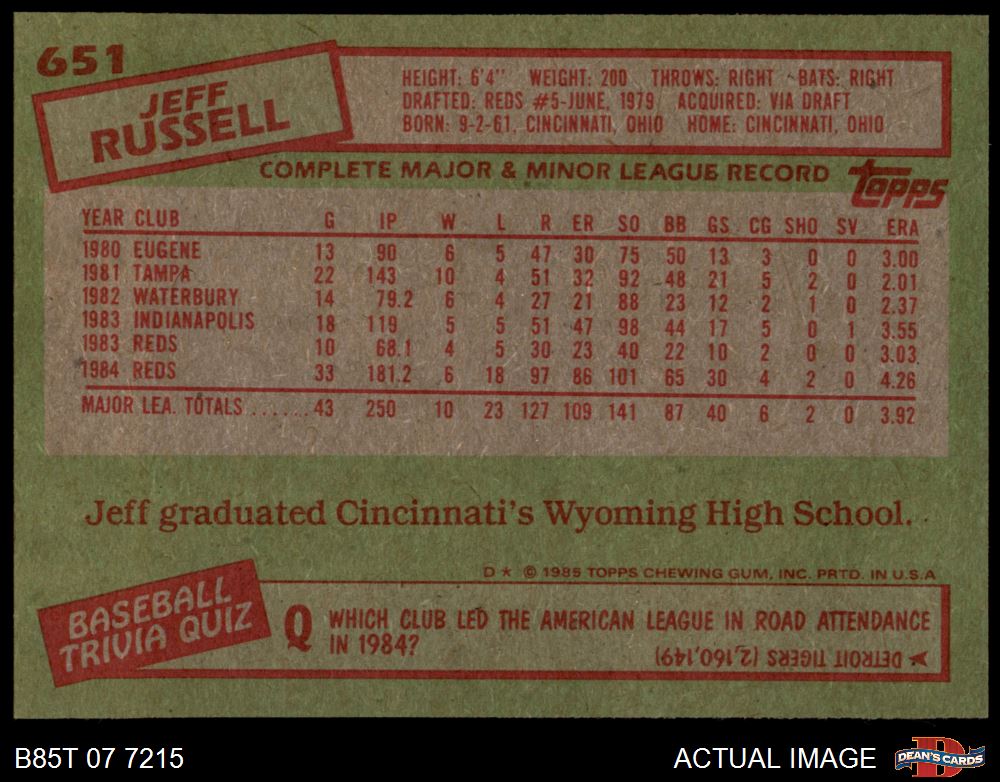 651
JEFF
RUSSELL
HEIGHT: 6'4" WEIGHT: 200 THROWS: RIGHT BATS: RIGHT
DRAFTED: REDS #5-JUNE, 1979 ACQUIRED: VIA DRAFT
BORN: 9-2-61, CINCINNATI, OHIO HOME: CINCINNATI, OHIO
COMPLETE MAJOR & MINOR LEAGUE RECORD
topps
YEAR CLUB G IP W L R ER SO BB GS CG SHO SV ERA
1980 EUGENE 13 90 6 5 47 30 75 50 13 3 0 0 3.00
1981 TAMPA 22 143 10 4 51 32 92 48 21 5 2 0 2.01
1982 WATERBURY 14 79.2 6 4 27 21 88 23 12 2 1 0 2.37
1983 INDIANAPOLIS 18 119 5 5 51 47 98 44 17 5 0 1 3.55
1983 REDS 10 68.1 4 5 30 23 40 22 10 2 0 0 3.03
1984 REDS 33 181.2 6 18 97 86 101 65 30 4 2 0 4.26
MAJOR LEA. TOTALS ....... 43 250 10 23 127 109 141 87 40 6 2 0 3.92
Jeff graduated Cincinnati's Wyoming High School.
D* © 1985 TOPPS CHEWING GUM, INC. PRTD. IN U.S.A
BASEBALL
TRIVIA QUIZ
Q WHICH CLUB LED THE AMERICAN LEAGUE IN ROAD ATTENDANCE
IN 1984?
DETROIT TIGERS (2,160,149)
B85T 07 7215
ACTUAL IMAGE
D
DEAN'S CARDS